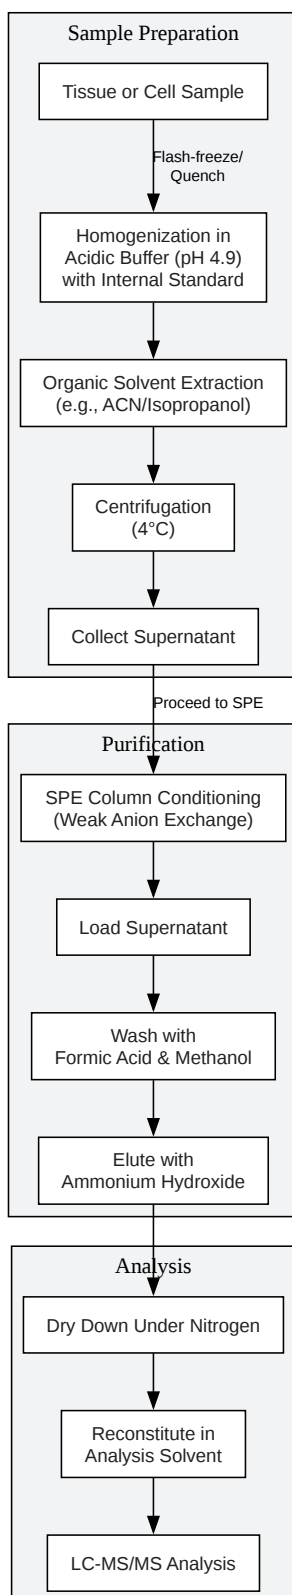 Sample Preparation
Tissue or Cell Sample
Flash-freeze/
Quench
Homogenization in
Acidic Buffer (pH 4.9)
with Internal Standard
Organic Solvent Extraction
(e.g., ACN/Isopropanol)
Centrifugation
(4°C)
Collect Supernatant
Proceed to SPE
Purification
SPE Column Conditioning
(Weak Anion Exchange)
Load Supernatant
Wash with
Formic Acid & Methanol
Elute with
Ammonium Hydroxide
Analysis
Dry Down Under Nitrogen
Reconstitute in
Analysis Solvent
LC-MS/MS Analysis